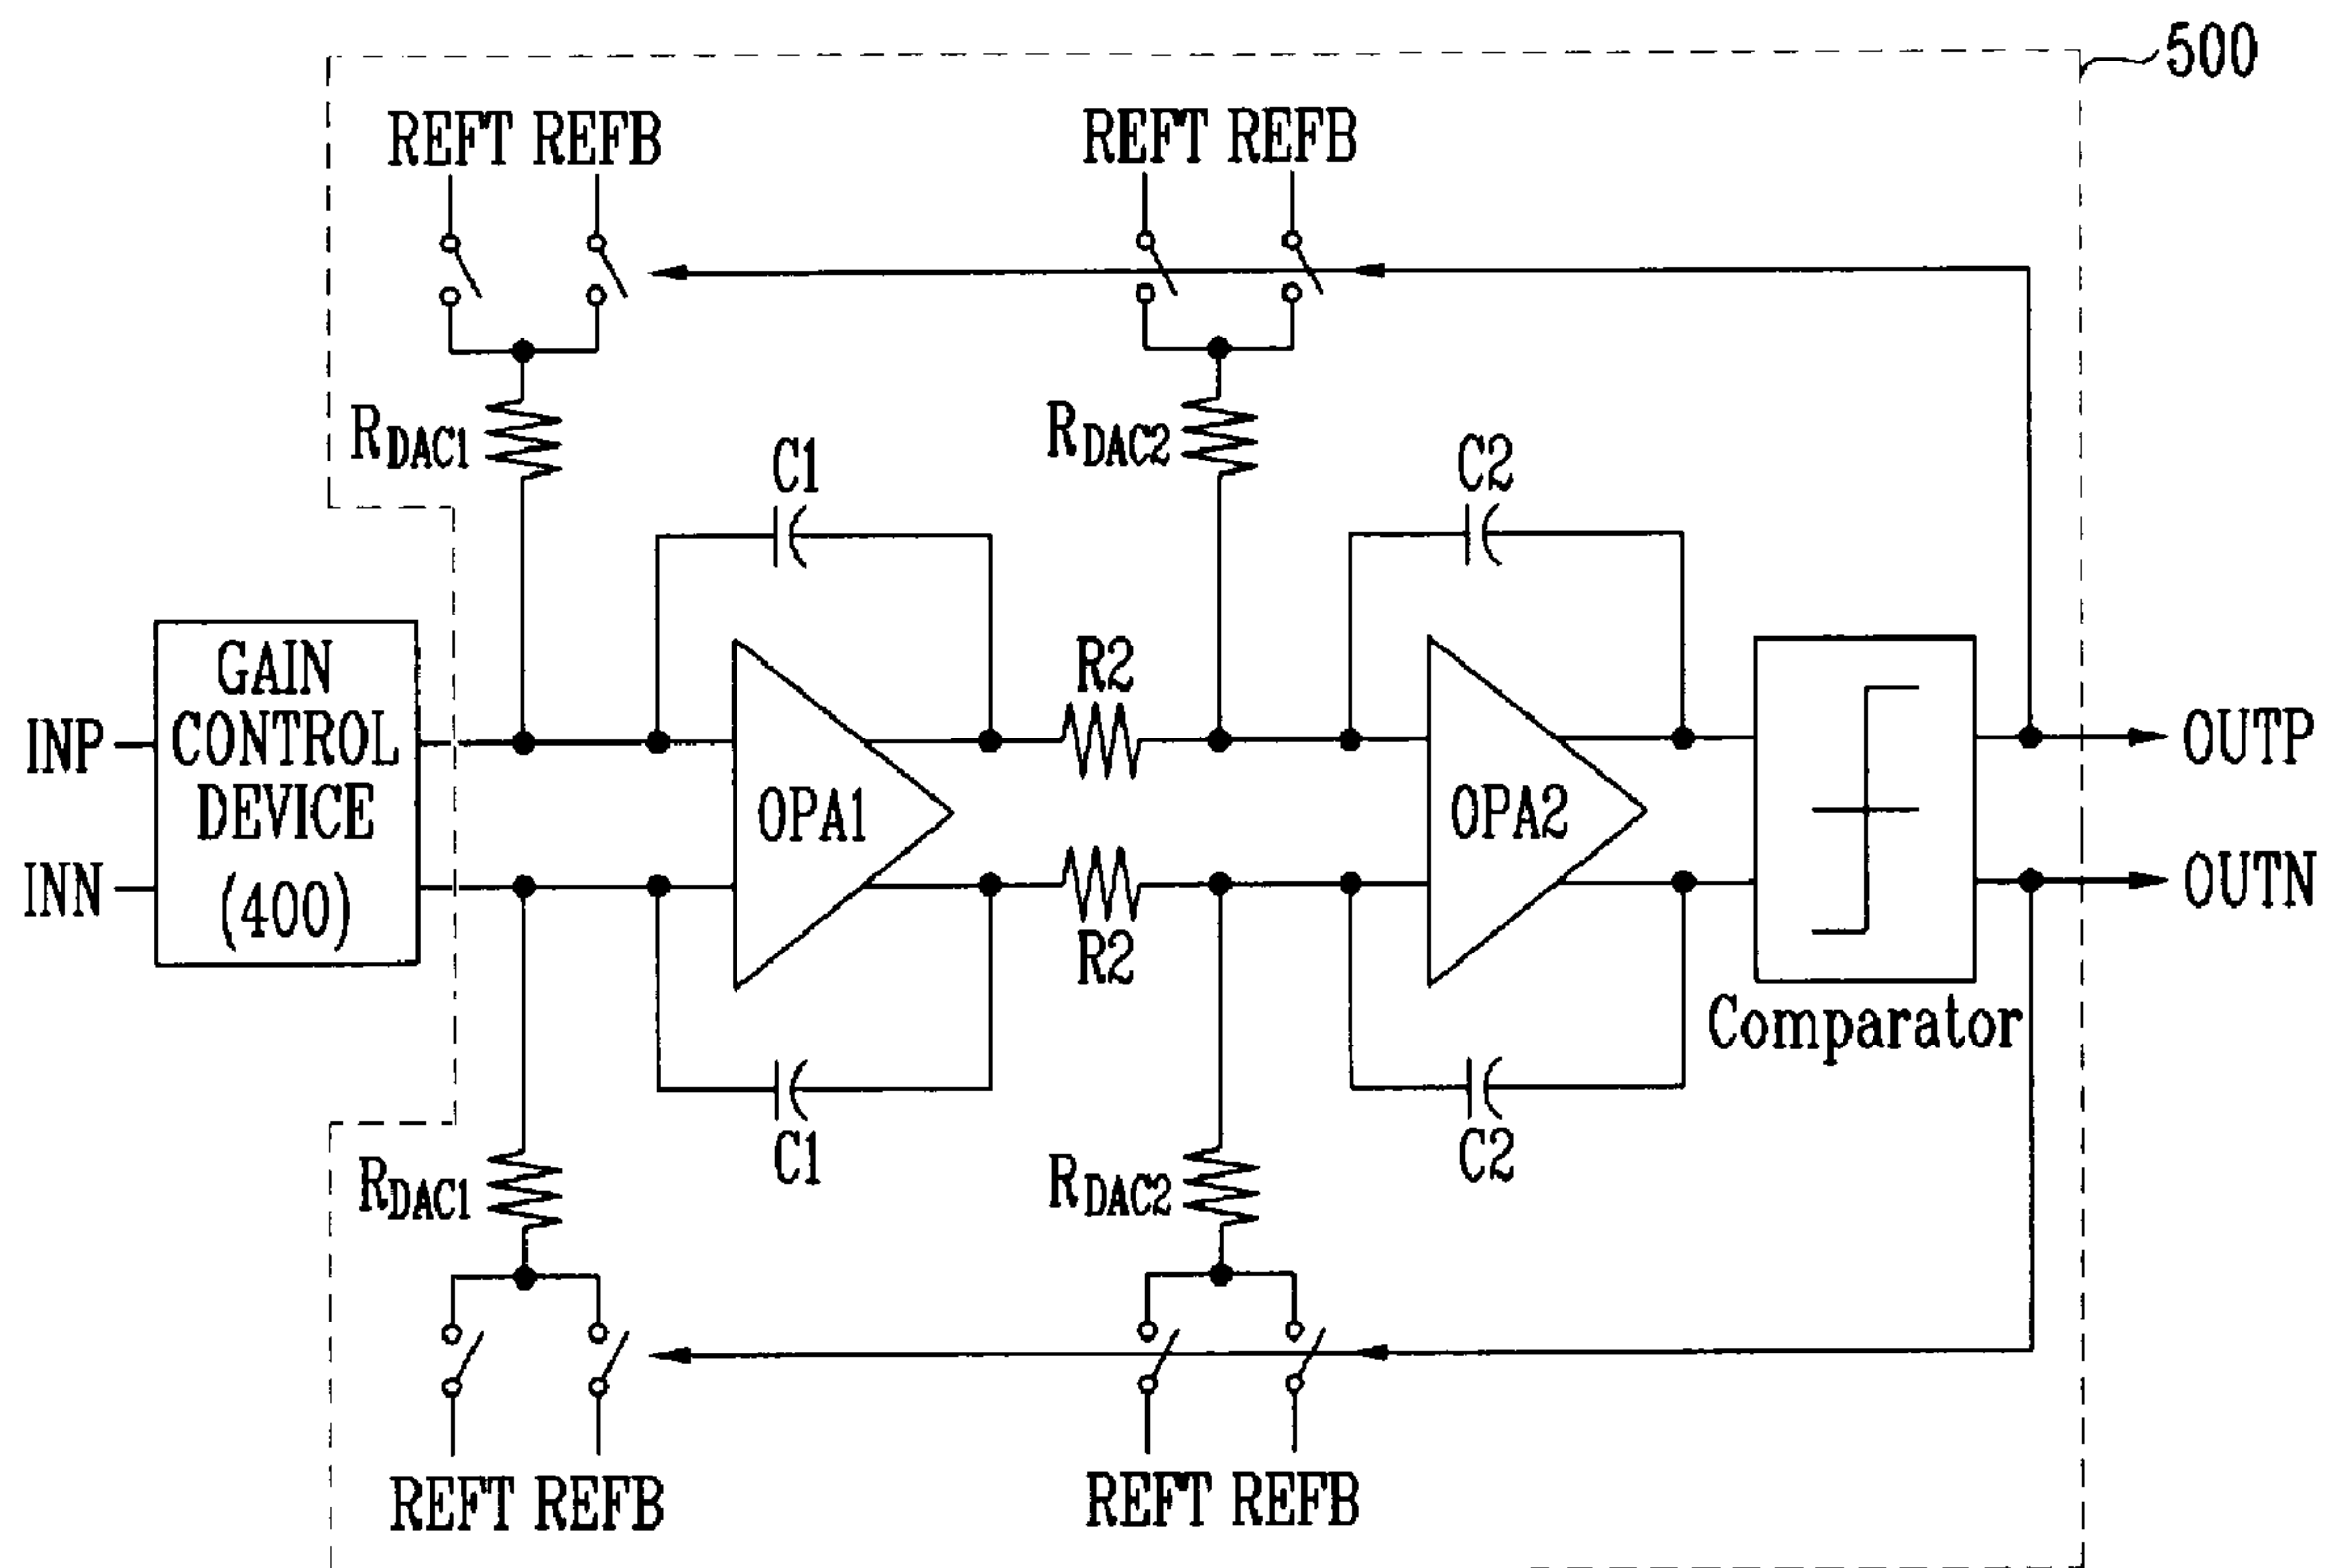 500
REFT REFB
REFT REFB
RDAC1
RDAC2
C1
C2
GAIN
CONTROL
DEVICE
(400)
INP
INN
R2
R2
OPA1
OPA2
OUTP
OUTN
Comparator
C1
C2
RDAC1
RDAC2
REFT REFB
REFT REFB